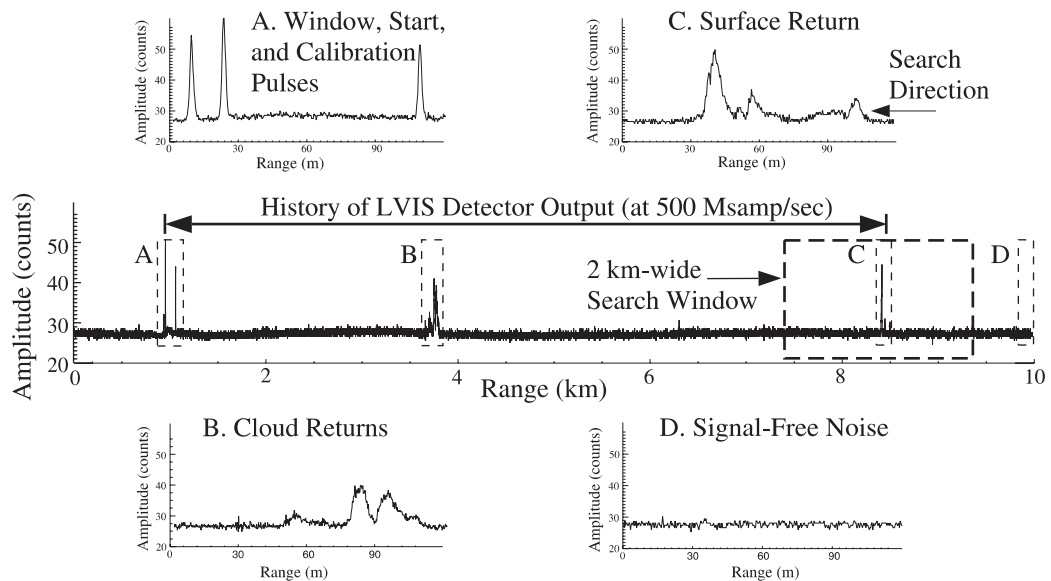 A. Window, Start,
and Calibration
Pulses
Amplitude (counts)
50
40
30
20
0
30
60
90
Range (m)
C. Surface Return
Search
Direction
Amplitude (counts)
50
40
30
20
0
30
60
90
Range (m)
History of LVIS Detector Output (at 500 Msamp/sec)
A
B
2 km-wide
Search Window
C
D
Amplitude (counts)
50
40
30
20
0
2
4
6
8
10
Range (km)
B. Cloud Returns
Amplitude (counts)
50
40
30
20
0
30
60
90
Range (m)
D. Signal-Free Noise
Amplitude (counts)
50
40
30
20
0
30
60
90
Range (m)